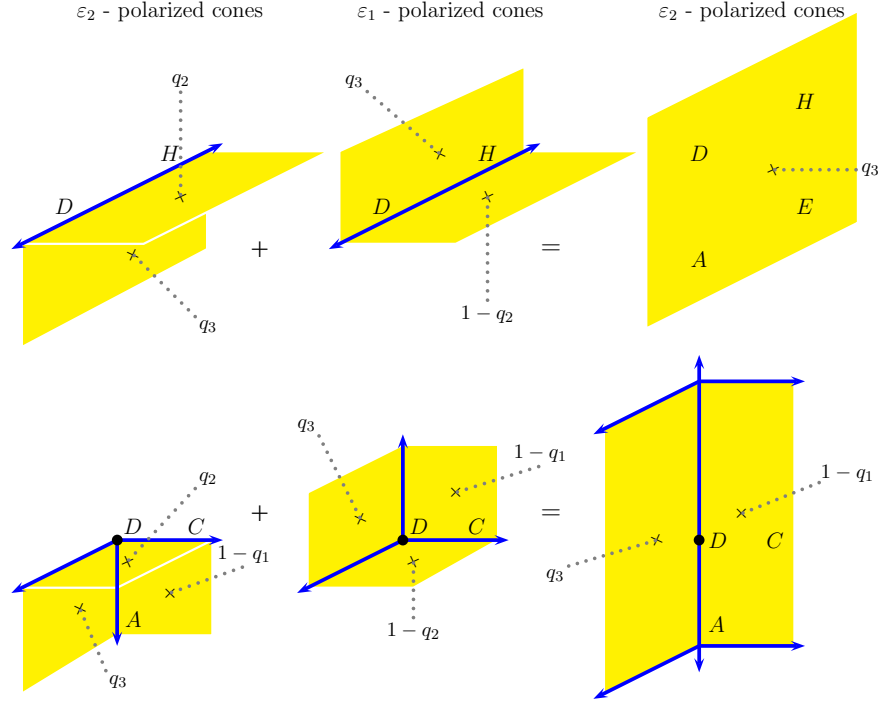 ε₂ - polarized cones ε₁ - polarized cones ε₂ - polarized cones
q₂
q₃
H
H
H
D
q₃
D
D
E
+
=
A
q₃
1 − q₂
q₃
1 − q₁
q₂
1 − q₁
+
=
D
C
D
C
D
C
1 − q₁
q₃
A
1 − q₂
A
q₃